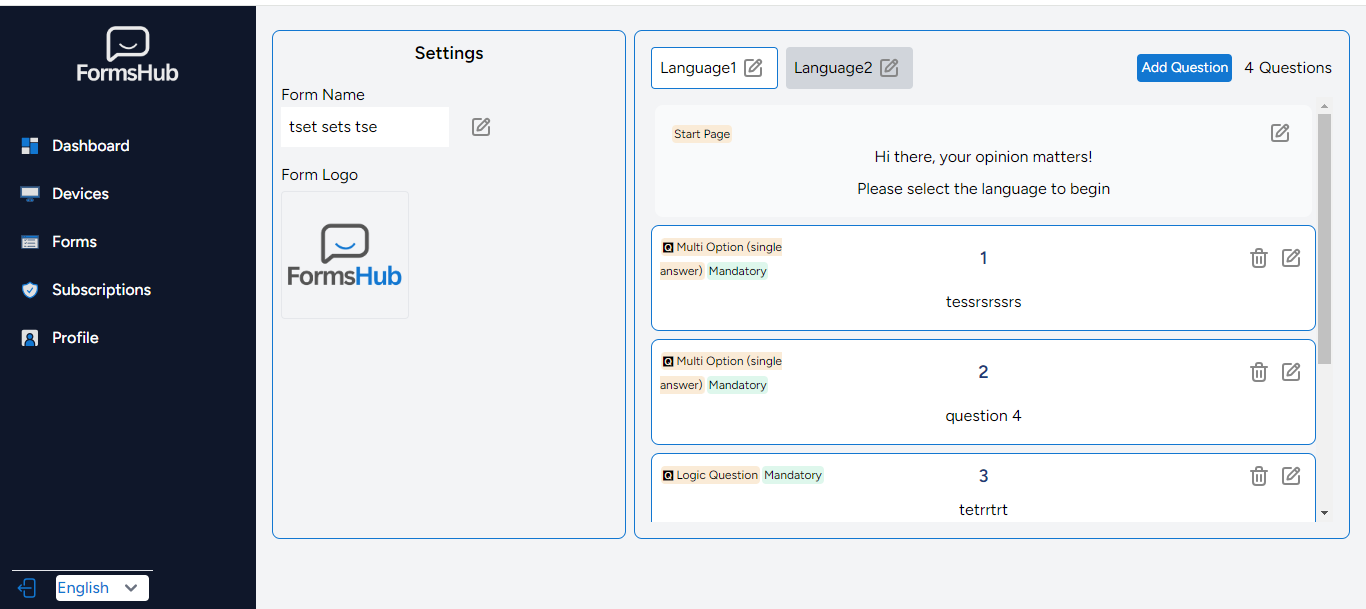 FormsHub
Dashboard
Devices
Forms
Subscriptions
Profile
English
Settings
Form Name
tset sets tse
Form Logo
FormsHub
Language1
Language2
Add Question
4 Questions
Start Page
Hi there, your opinion matters!
Please select the language to begin
Q Multi Option (single
answer) Mandatory
1
tessrsrssrs
Q Multi Option (single
answer) Mandatory
2
question 4
Q Logic Question Mandatory
3
tetrrtrt